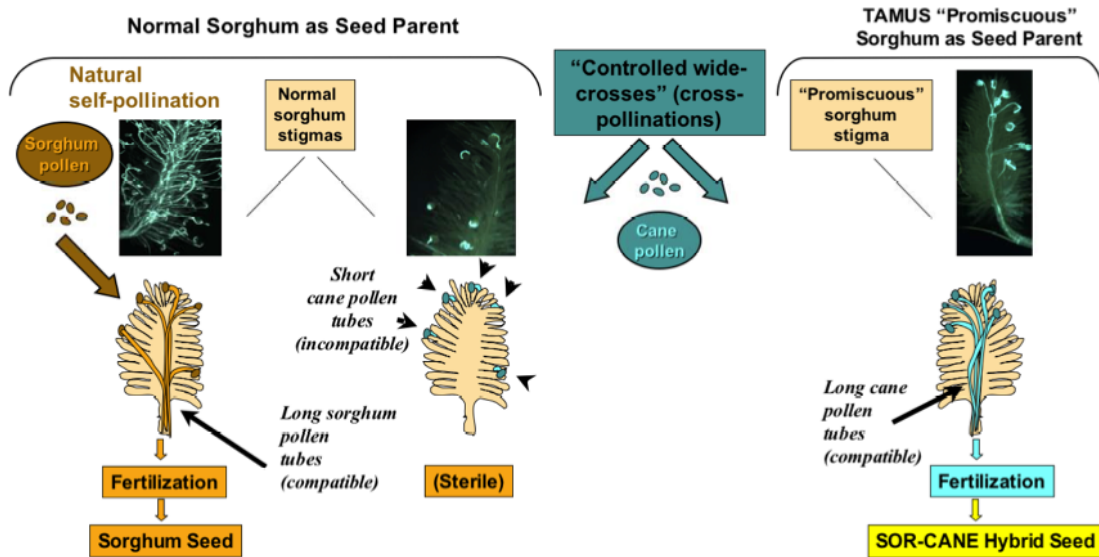 Normal Sorghum as Seed Parent
TAMUS “Promiscuous”
Sorghum as Seed Parent
Natural
self-pollination
Sorghum
pollen
Normal
sorghum
stigmas
“Controlled wide-
crosses” (cross-
pollinations)
Cane
pollen
“Promiscuous”
sorghum
stigma
Short
cane pollen
tubes
(incompatible)
Long sorghum
pollen
tubes
(compatible)
Long cane
pollen
tubes
(compatible)
Fertilization
Sorghum Seed
(Sterile)
Fertilization
SOR-CANE Hybrid Seed